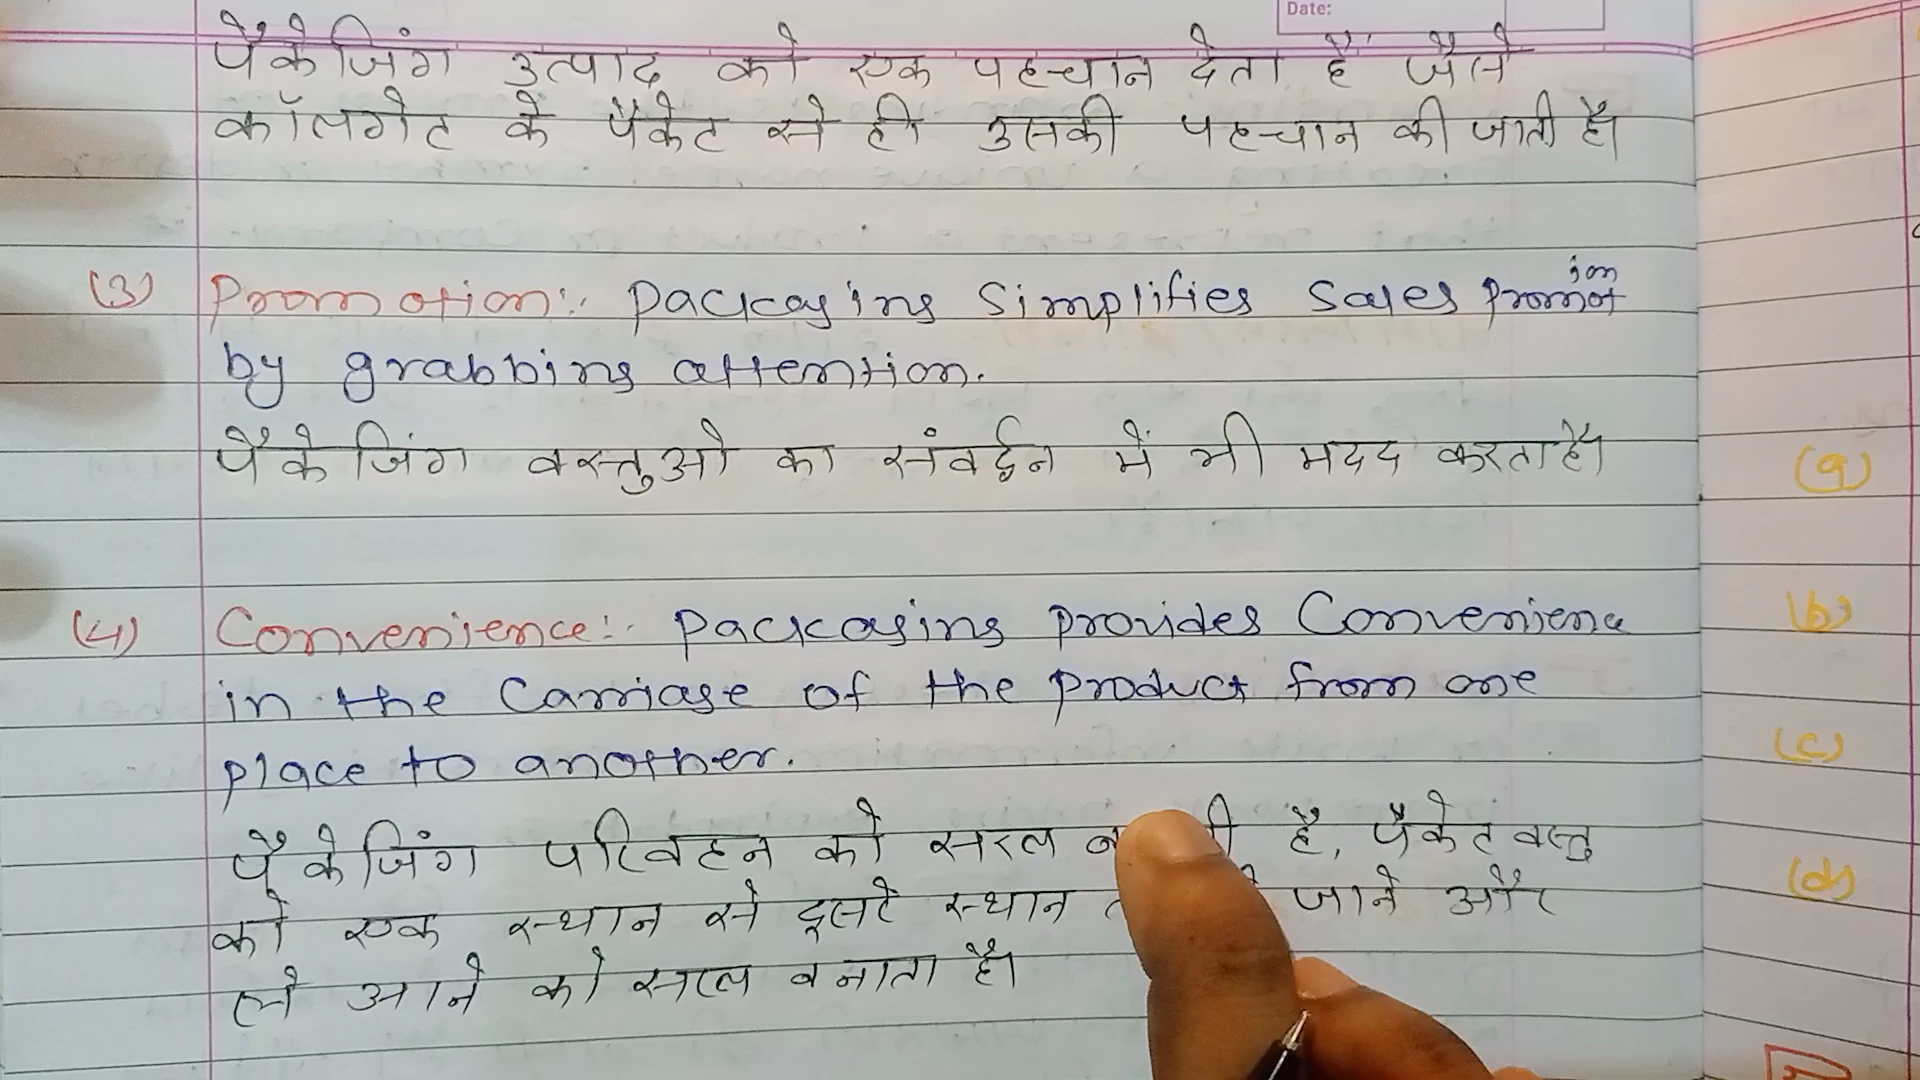 Date:
पैकेजिंग उत्पाद को एक पहचान देता है जैसे
कॉलगेट के पैकेट से ही उसकी पहचान की जाती है।
(3) Promotion:. Packaging simplifies sales promotion
by grabbing attention.
पैकेजिंग वस्तुओ का संवर्द्धन में भी मदद करता है।
(4) Convenience:. Packaging provides Convenience
in the Carriage of the product from one
place to another.
पैकेजिंग परिवहन को सरल है, पैकेट वस्तु
को एक स्थान से दूसरे स्थान जाने और
ले आने को सरल बनाता है।
(a)
(b)
(c)
(d)